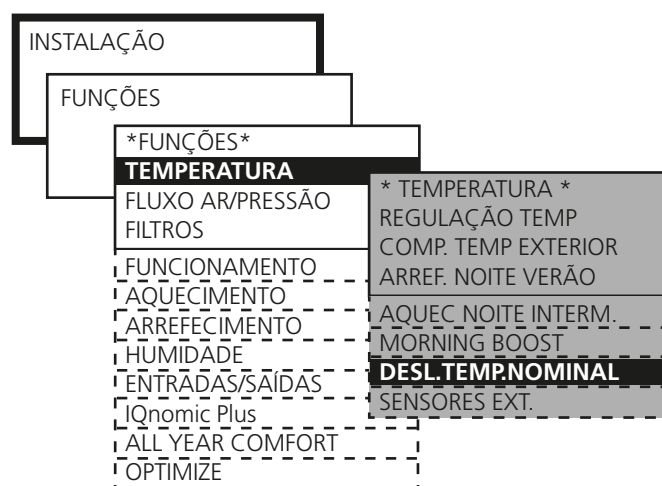 INSTALAÇÃO
FUNÇÕES
*FUNÇÕES*
TEMPERATURA
FLUXO AR/PRESSÃO
FILTROS
FUNCIONAMENTO
AQUECIMENTO
ARREFECIMENTO
HUMIDADE
ENTRADAS/SAÍDAS
IQnomic Plus
ALL YEAR COMFORT
OPTIMIZE
* TEMPERATURA *
REGULAÇÃO TEMP
COMP. TEMP EXTERIOR
ARREF. NOITE VERÃO
AQUEC NOITE INTERM.
MORNING BOOST
DESL.TEMP.NOMINAL
SENSORES EXT.